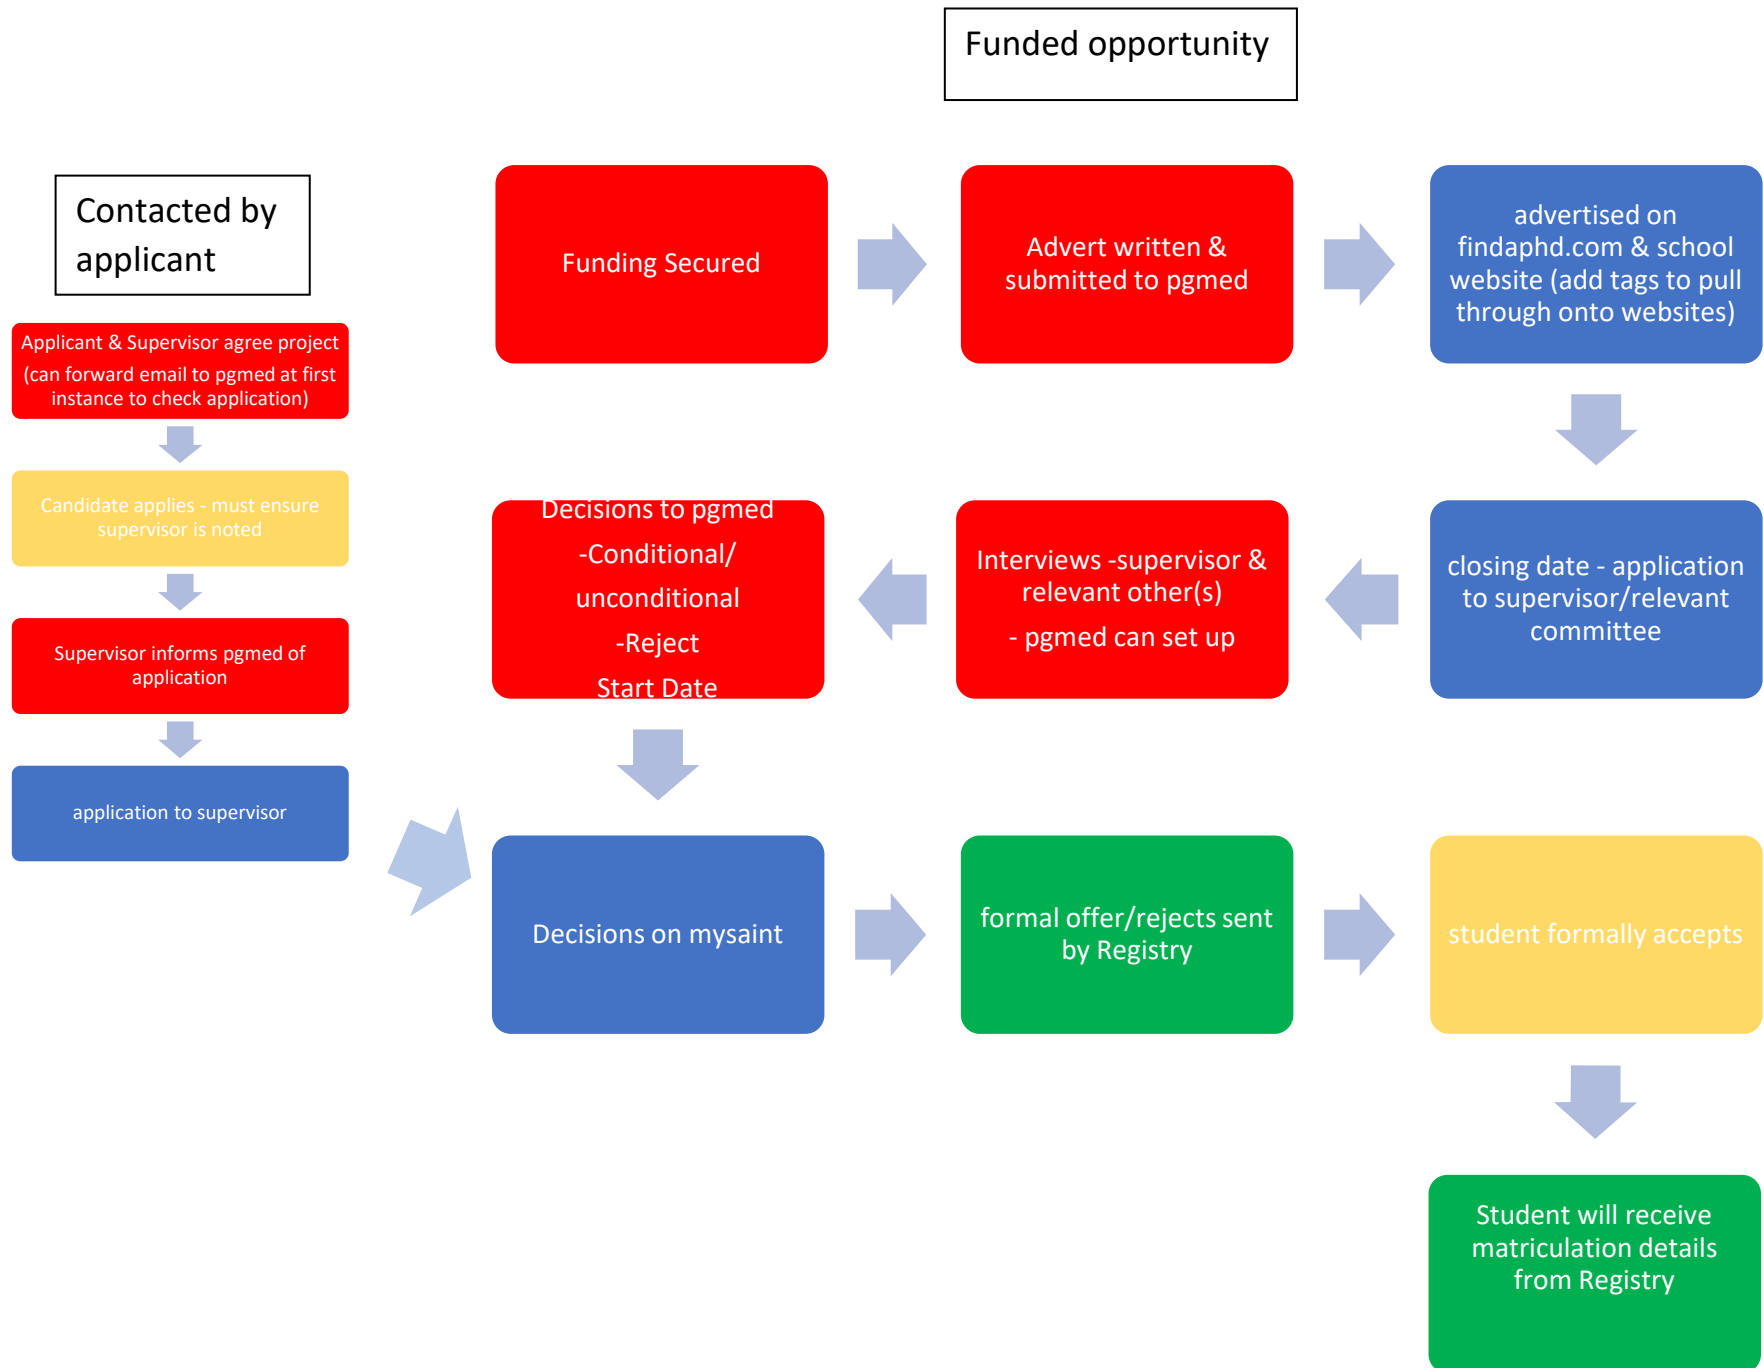 Funded opportunity
Contacted by
applicant
Applicant & Supervisor agree project
(can forward email to pgmed at first
instance to check application)
Candidate applies - must ensure
supervisor is noted
Supervisor informs pgmed of
application
application to supervisor
Funding Secured
Advert written &
submitted to pgmed
advertised on
findaphd.com & school
website (add tags to pull
through onto websites)
closing date - application
to supervisor/relevant
committee
Interviews -supervisor &
relevant other(s)
- pgmed can set up
Decisions to pgmed
-Conditional/
unconditional
-Reject
Start Date
Decisions on mysaint
formal offer/rejects sent
by Registry
student formally accepts
Student will receive
matriculation details
from Registry